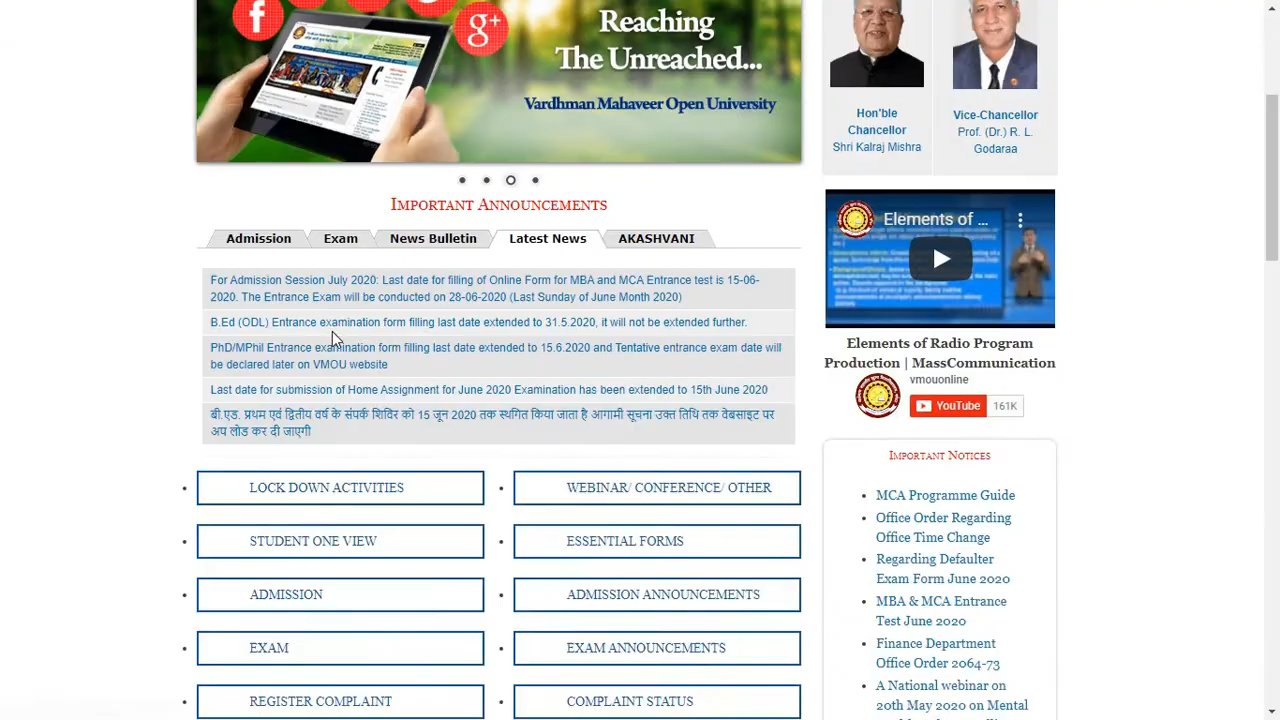 Reaching
The Unreached...
Vardhman Mahaveer Open University
Hon'ble
Chancellor
Shri Kalraj Mishra
Vice-Chancellor
Prof. (Dr.) R. L.
Godaraa
Important Announcements
Admission
Exam
News Bulletin
Latest News
AKASHVANI
For Admission Session July 2020: Last date for filling of Online Form for MBA and MCA Entrance test is 15-06-
2020. The Entrance Exam will be conducted on 28-06-2020 (Last Sunday of June Month 2020)
B.Ed (ODL) Entrance examination form filling last date extended to 31.5.2020, it will not be extended further.
PhD/MPhil Entrance examination form filling last date extended to 15.6.2020 and Tentative entrance exam date will
be declared later on VMOU website
Last date for submission of Home Assignment for June 2020 Examination has been extended to 15th June 2020
बी.एड. प्रथम एवं द्वितीय वर्ष के संपर्क शिविर को 15 जून 2020 तक स्थगित किया जाता है आगामी सूचना उक्त तिथि तक वेबसाइट पर
अप लोड कर दी जाएगी
Elements of ...
Elements of Radio Program
Production | MassCommunication
vmouonline
YouTube 161K
LOCK DOWN ACTIVITIES
WEBINAR/ CONFERENCE/ OTHER
STUDENT ONE VIEW
ESSENTIAL FORMS
ADMISSION
ADMISSION ANNOUNCEMENTS
EXAM
EXAM ANNOUNCEMENTS
REGISTER COMPLAINT
COMPLAINT STATUS
Important Notices
MCA Programme Guide
Office Order Regarding
Office Time Change
Regarding Defaulter
Exam Form June 2020
MBA & MCA Entrance
Test June 2020
Finance Department
Office Order 2064-73
A National webinar on
20th May 2020 on Mental